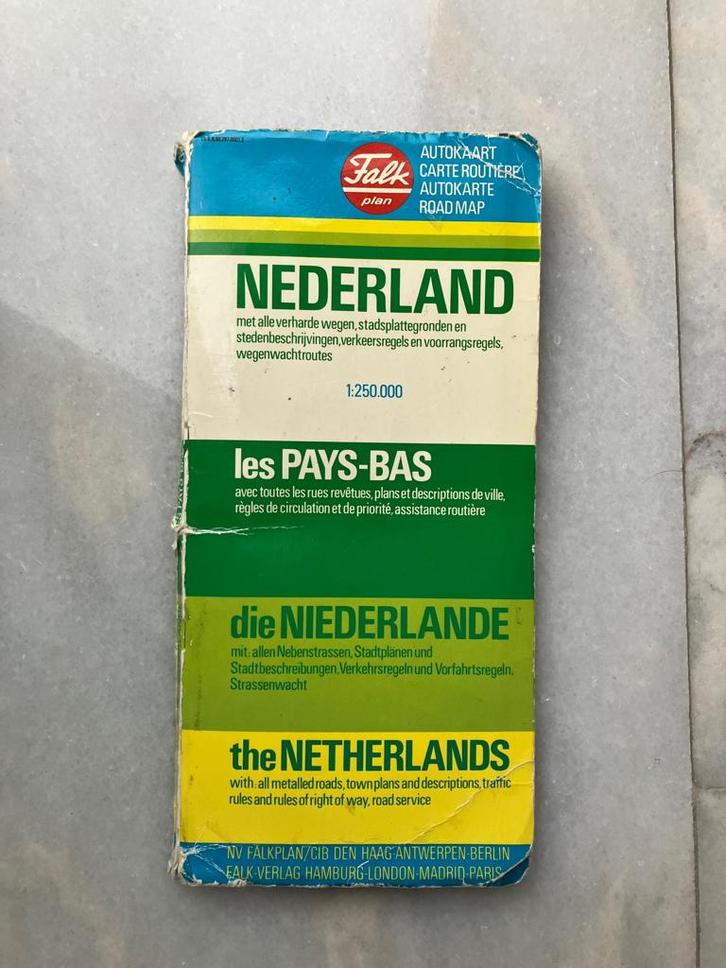 Falk
plan
AUTOKAART
CARTE ROUTIÈRE
AUTOKARTE
ROAD MAP
NEDERLAND
met alle verharde wegen, stadsplattegronden en
stedenbeschrijvingen, verkeersregels en voorrangsregels,
wegenwachtroutes
1:250.000
les PAYS-BAS
avec toutes les rues revêtues, plans et descriptions de ville,
règles de circulation et de priorité, assistance routière
die NIEDERLANDE
mit: allen Nebenstrassen, Stadtplänen und
Stadtbeschreibungen, Verkehrsregeln und Vorfahrtsregeln.
Strassenwacht
the NETHERLANDS
with: all metalled roads, town plans and descriptions, traffic
rules and rules of right of way, road service
NV FALKPLAN/CIB DEN HAAG·ANTWERPEN·BERLIN
FALK-VERLAG HAMBURG·LONDON·MADRID·PARIS